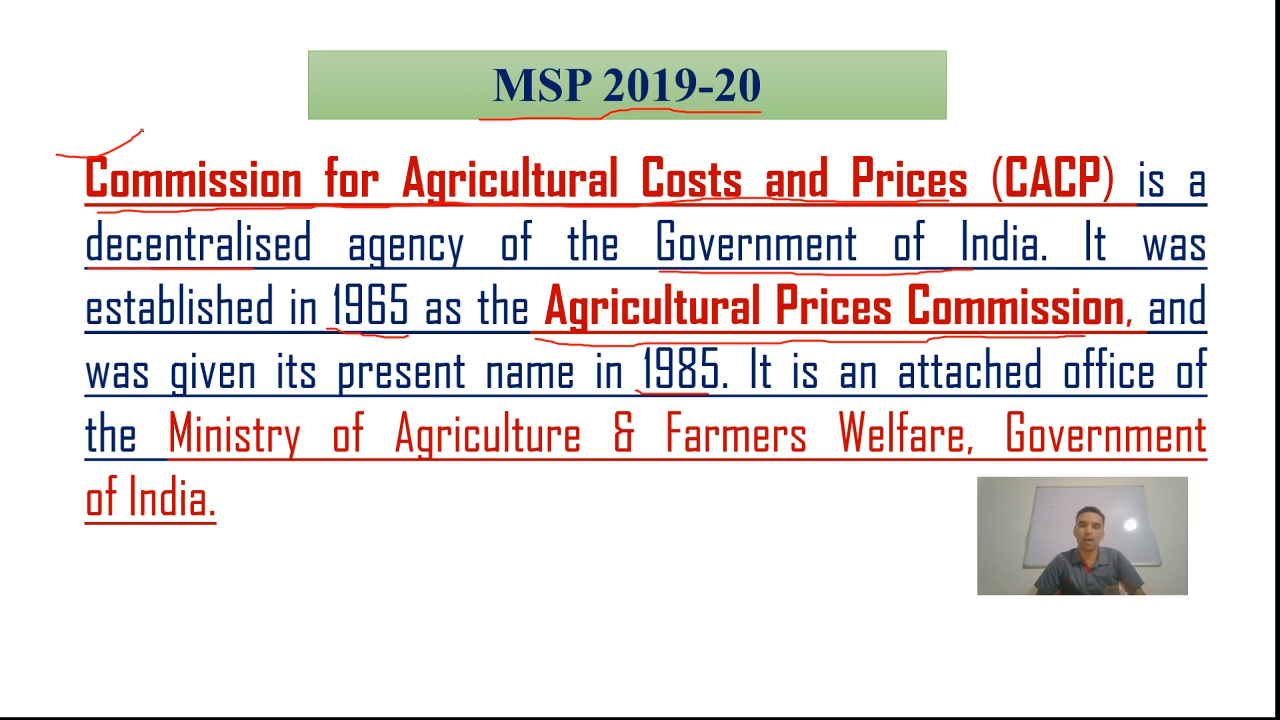 MSP 2019-20
Commission for Agricultural Costs and Prices (CACP) is a
decentralised agency of the Government of India. It was
established in 1965 as the Agricultural Prices Commission, and
was given its present name in 1985. It is an attached office of
the Ministry of Agriculture & Farmers Welfare, Government
of India.